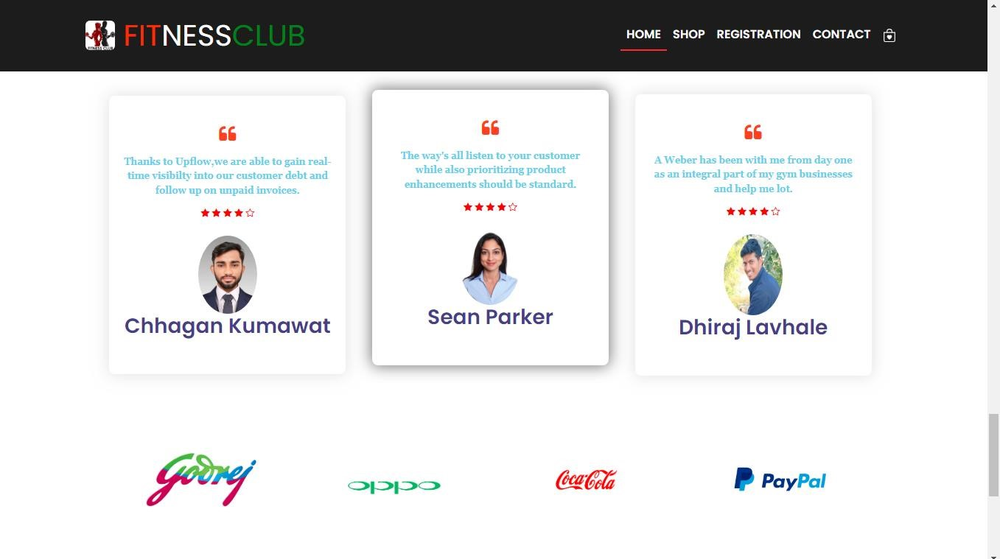 FITNESS CLUB
FITNESSCLUB
HOME SHOP REGISTRATION CONTACT
Thanks to Upflow,we are able to gain real-
time visibilty into our customer debt and
follow up on unpaid invoices.
Chhagan Kumawat
The way's all listen to your customer
while also prioritizing product
enhancements should be standard.
Sean Parker
A Weber has been with me from day one
as an integral part of my gym businesses
and help me lot.
Dhiraj Lavhale
Godrej
oppo
Coca-Cola
PayPal